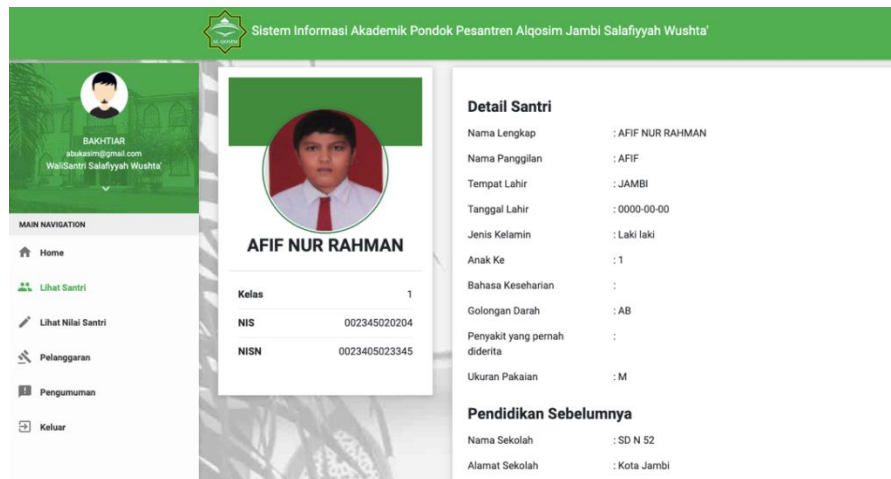 AL-QOSIM
Sistem Informasi Akademik Pondok Pesantren Alqosim Jambi Salafiyyah Wushta'
BAKHTIAR
abukasim@gmail.com
WaliSantri Salafiyyah Wushta'
MAIN NAVIGATION
Home
Lihat Santri
Lihat Nilai Santri
Pelanggaran
Pengumuman
Keluar
AFIF NUR RAHMAN
Kelas 1
NIS 002345020204
NISN 0023405023345
Detail Santri
Nama Lengkap : AFIF NUR RAHMAN
Nama Panggilan : AFIF
Tempat Lahir : JAMBI
Tanggal Lahir : 0000-00-00
Jenis Kelamin : Laki laki
Anak Ke : 1
Bahasa Keseharian :
Golongan Darah : AB
Penyakit yang pernah :
diderita
Ukuran Pakaian : M
Pendidikan Sebelumnya
Nama Sekolah : SD N 52
Alamat Sekolah : Kota Jambi